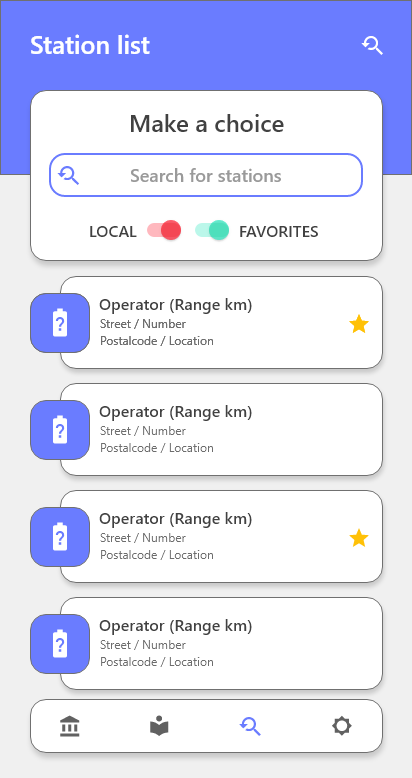 Station list
Make a choice
Search for stations
LOCAL FAVORITES
Operator (Range km)
Street / Number
Postalcode / Location
Operator (Range km)
Street / Number
Postalcode / Location
Operator (Range km)
Street / Number
Postalcode / Location
Operator (Range km)
Street / Number
Postalcode / Location